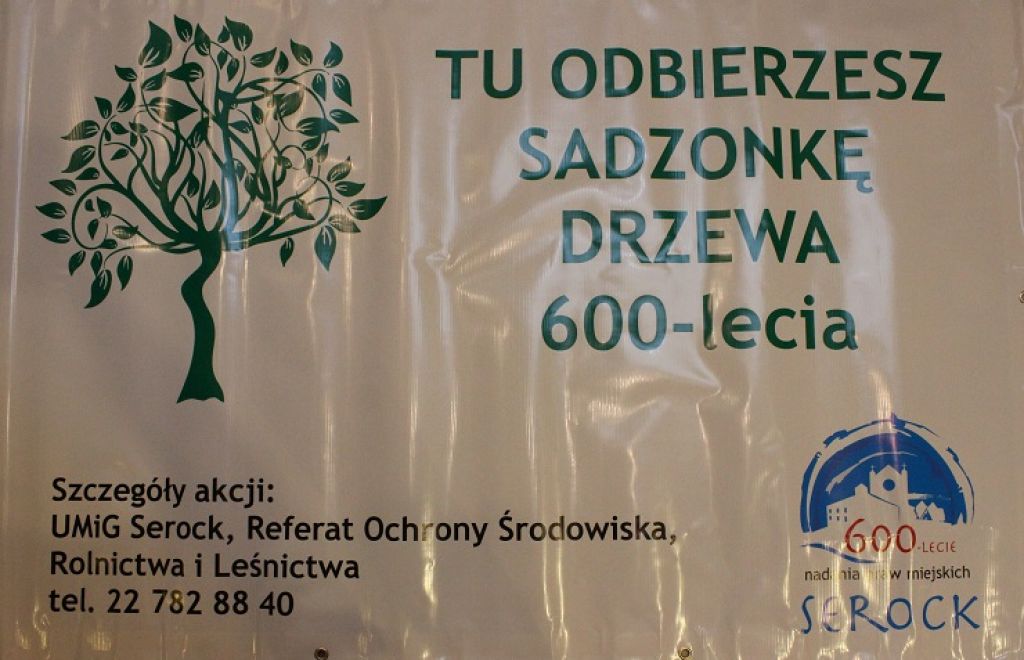 TU ODBIERZESZ
SADZONKĘ
DRZEWA
600-lecia
Szczegóły akcji:
UMiG Serock, Referat Ochrony Środowiska,
Rolnictwa i Leśnictwa
tel. 22 782 88 40
600-LECIE
nadania praw miejskich
SEROCK